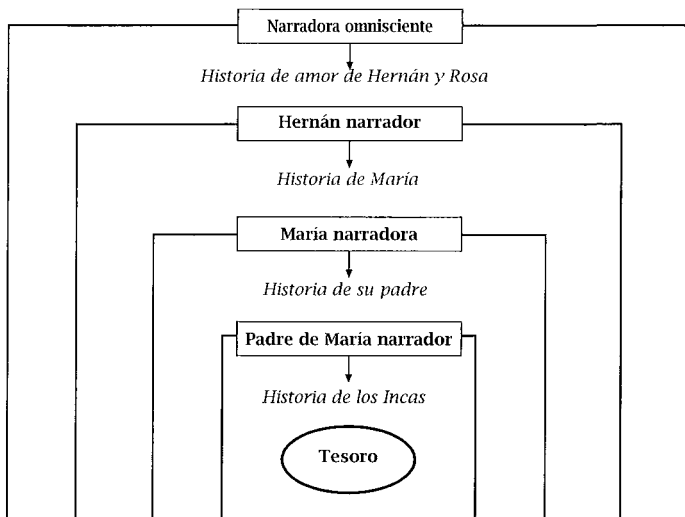 Narradora omnisciente
Historia de amor de Hernán y Rosa
Hernán narrador
Historia de María
María narradora
Historia de su padre
Padre de María narrador
Historia de los Incas
Tesoro